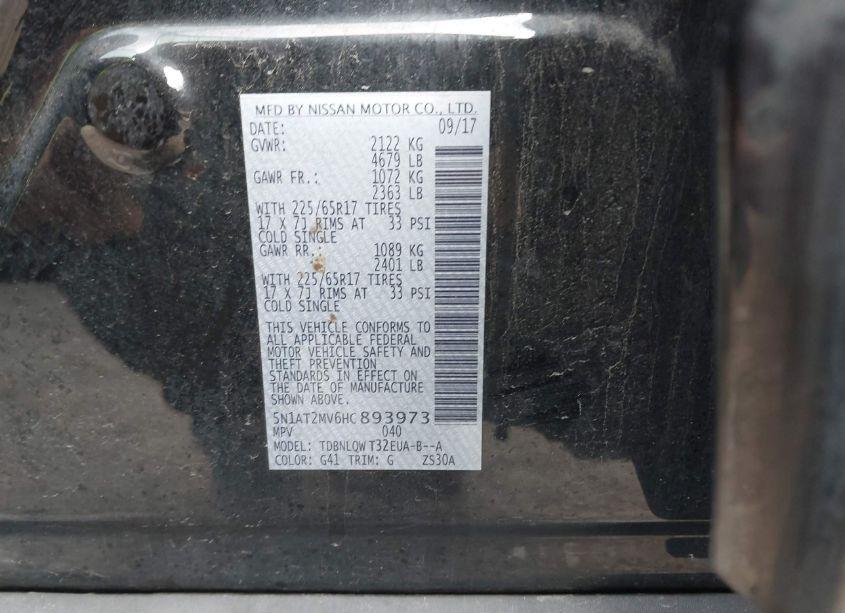 MFD BY NISSAN MOTOR CO., LTD.
DATE: 09/17
GVWR: 2122 KG
4679 LB
GAWR FR.: 1072 KG
2363 LB
WITH 225/65R17 TIRES
17 X 7J RIMS AT 33 PSI
COLD SINGLE
GAWR RR.: 1089 KG
2401 LB
WITH 225/65R17 TIRES
17 X 7J RIMS AT 33 PSI
COLD SINGLE
THIS VEHICLE CONFORMS TO
ALL APPLICABLE FEDERAL
MOTOR VEHICLE SAFETY AND
THEFT PREVENTION
STANDARDS IN EFFECT ON
THE DATE OF MANUFACTURE
SHOWN ABOVE.
5N1AT2MV6HC893973
MPV 040
MODEL: TDBNLQW T32EUA-B--A
COLOR: G41 TRIM: G ZS30A